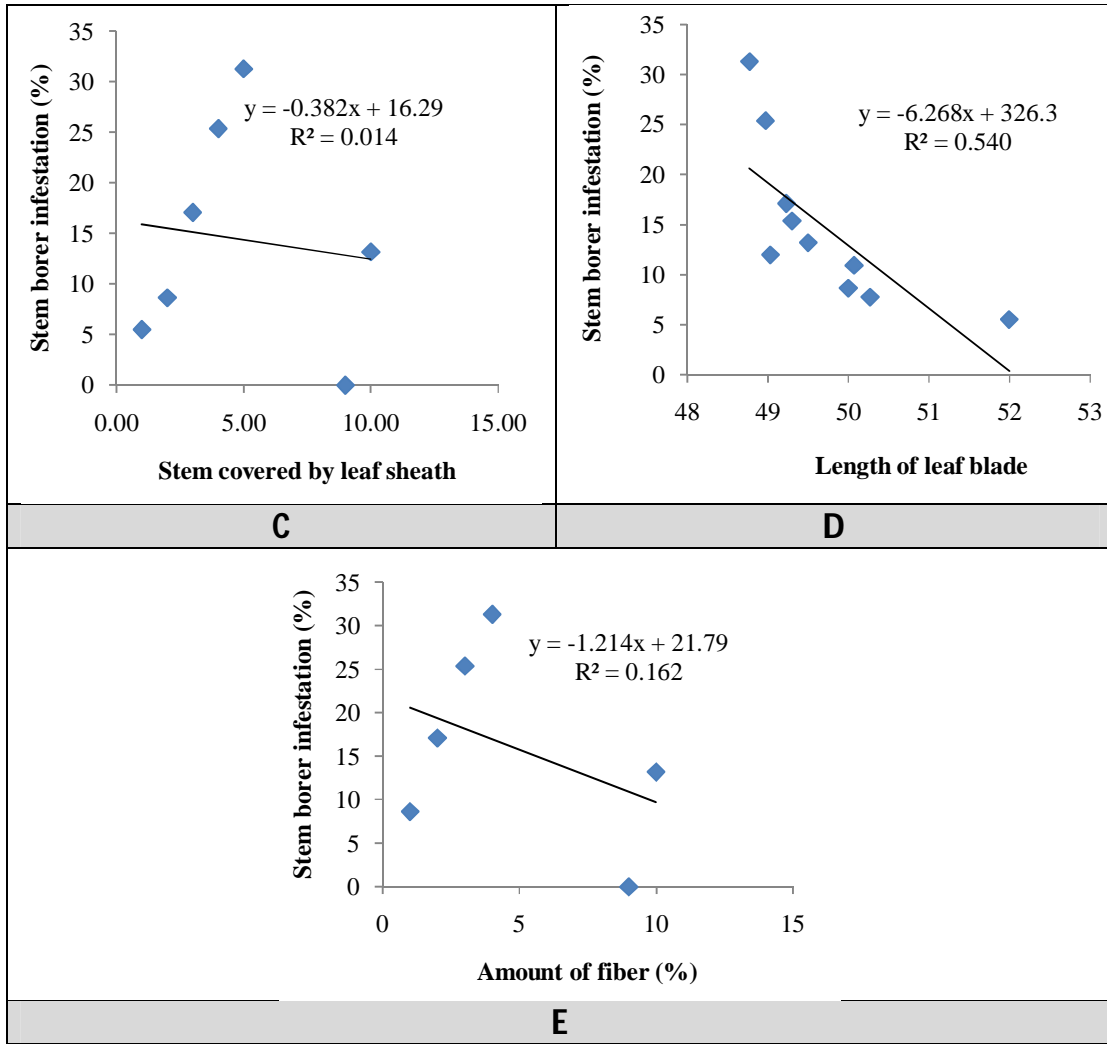 35
30
25
20
15
10
5
0
Stem borer infestation (%)
y = -0.382x + 16.29
R² = 0.014
0.00 5.00 10.00 15.00
Stem covered by leaf sheath
35
30
25
20
15
10
5
0
Stem borer infestation (%)
y = -6.268x + 326.3
R² = 0.540
48 49 50 51 52 53
Length of leaf blade
C
D
35
30
25
20
15
10
5
0
Stem borer infestation (%)
y = -1.214x + 21.79
R² = 0.162
0 5 10 15
Amount of fiber (%)
E